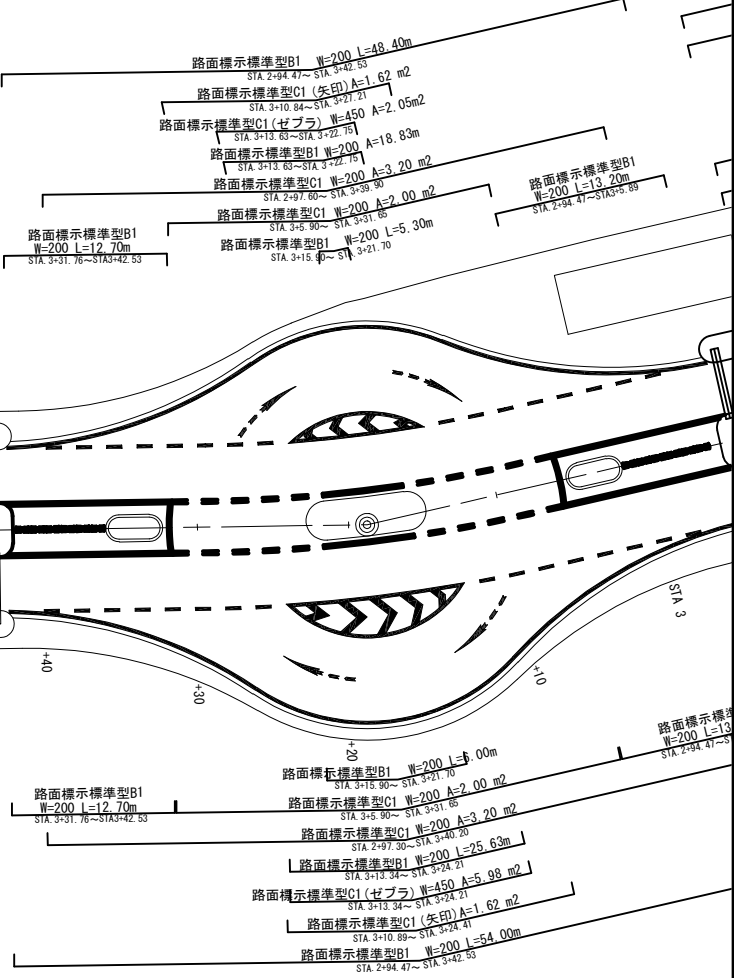 路面標示標準型B1 W=200 L=48.40m
STA.2+94.47～ STA.3+42.53
路面標示標準型C1 (矢印) A=1.62 m2
STA.3+10.84～ STA.3+27.21
路面標示標準型C1(ゼブラ) W=450 A=2.05m2
STA.3+13.63～ STA.3+22.75
路面標示標準型B1 W=200 A=18.83m
STA.3+13.63～ STA.3+22.75
路面標示標準型C1 W=200 A=3.20 m2
STA.2+97.60～ STA.3+39.90
路面標示標準型B1
W=200 L=13.20m
STA.2+94.47～STA3+5.89
路面標示標準型C1 W=200 A=2.00 m2
STA.3+5.90～ STA.3+31.65
路面標示標準型B1
W=200 L=12.70m
STA.3+31.76～STA3+42.53
路面標示標準型B1 W=200 L=5.30m
STA.3+15.90～ STA.3+21.70
STA 3
+10
+20
+30
+40
路面標示標準
W=200 L=13
STA.2+94.47～S
路面標示標準型B1 W=200 L=6.00m
STA.3+15.90～ STA.3+21.70
路面標示標準型B1
W=200 L=12.70m
STA.3+31.76～STA3+42.53
路面標示標準型C1 W=200 A=2.00 m2
STA.3+5.90～ STA.3+31.65
路面標示標準型C1 W=200 A=3.20 m2
STA.2+97.30～ STA.3+40.20
路面標示標準型B1 W=200 L=25.63m
STA.3+13.34～ STA.3+24.21
路面標示標準型C1(ゼブラ) W=450 A=5.98 m2
STA.3+13.34～ STA.3+24.21
路面標示標準型C1 (矢印) A=1.62 m2
STA.3+10.89～ STA.3+24.41
路面標示標準型B1 W=200 L=54.00m
STA.2+94.47～ STA.3+42.53